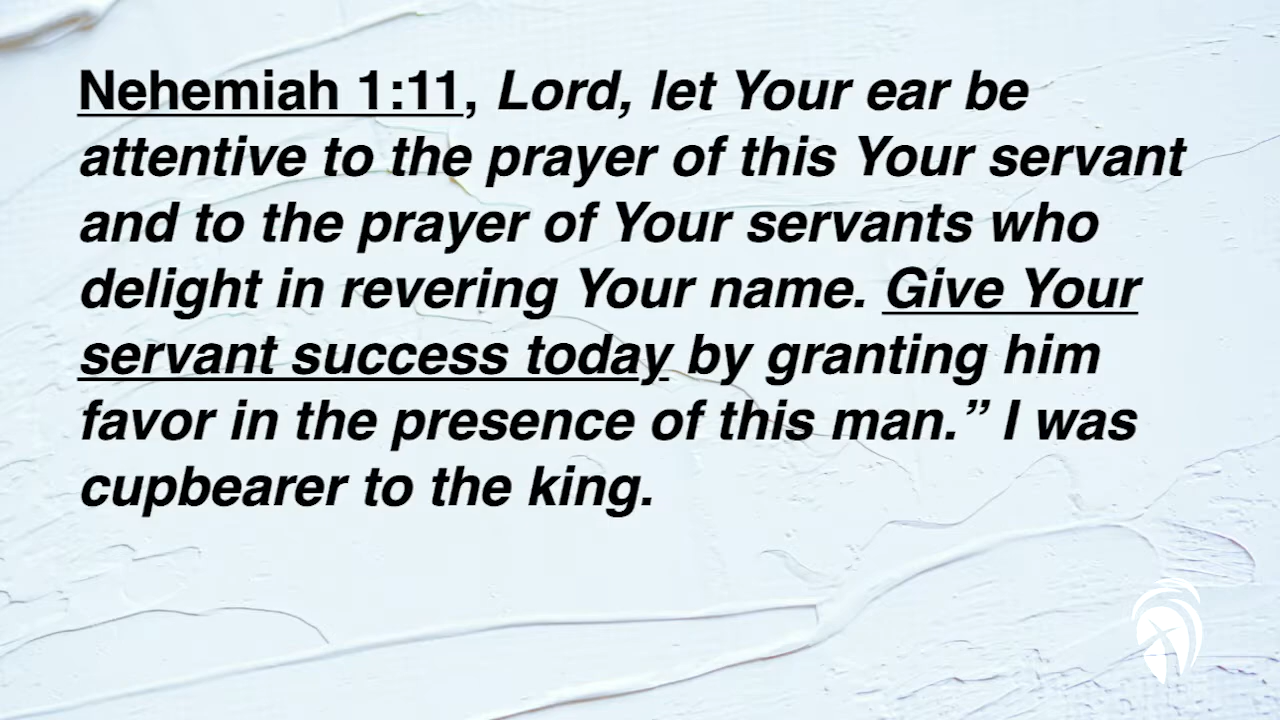 Nehemiah 1:11, Lord, let Your ear be
attentive to the prayer of this Your servant
and to the prayer of Your servants who
delight in revering Your name. Give Your
servant success today by granting him
favor in the presence of this man.” I was
cupbearer to the king.